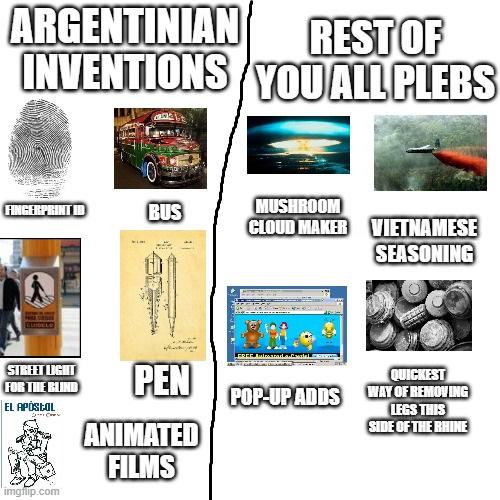 ARGENTINIAN
INVENTIONS
REST OF
YOU ALL PLEBS
FINGERPRINT ID
BUS
MUSHROOM
CLOUD MAKER
VIETNAMESE
SEASONING
STREET LIGHT
FOR THE BLIND
PEN
POP-UP ADDS
QUICKEST
WAY OF REMOVING
LEGS THIS
SIDE OF THE RHINE
EL APÓSTOL
ANIMATED
FILMS
imgflip.com